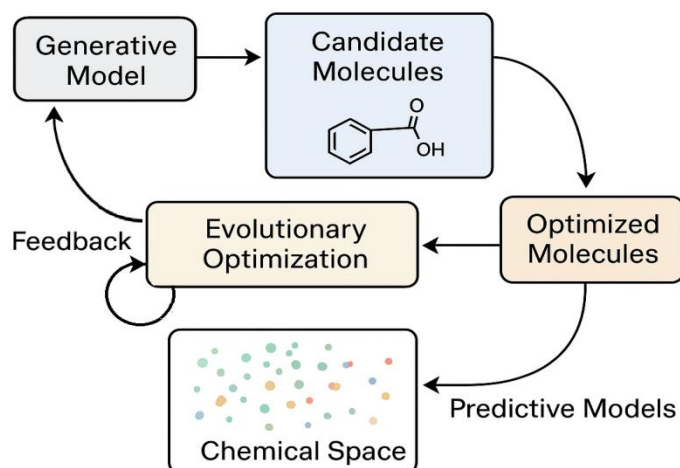 Generative
Model
Candidate
Molecules
O
OH
Feedback
Evolutionary
Optimization
Optimized
Molecules
Predictive Models
Chemical Space